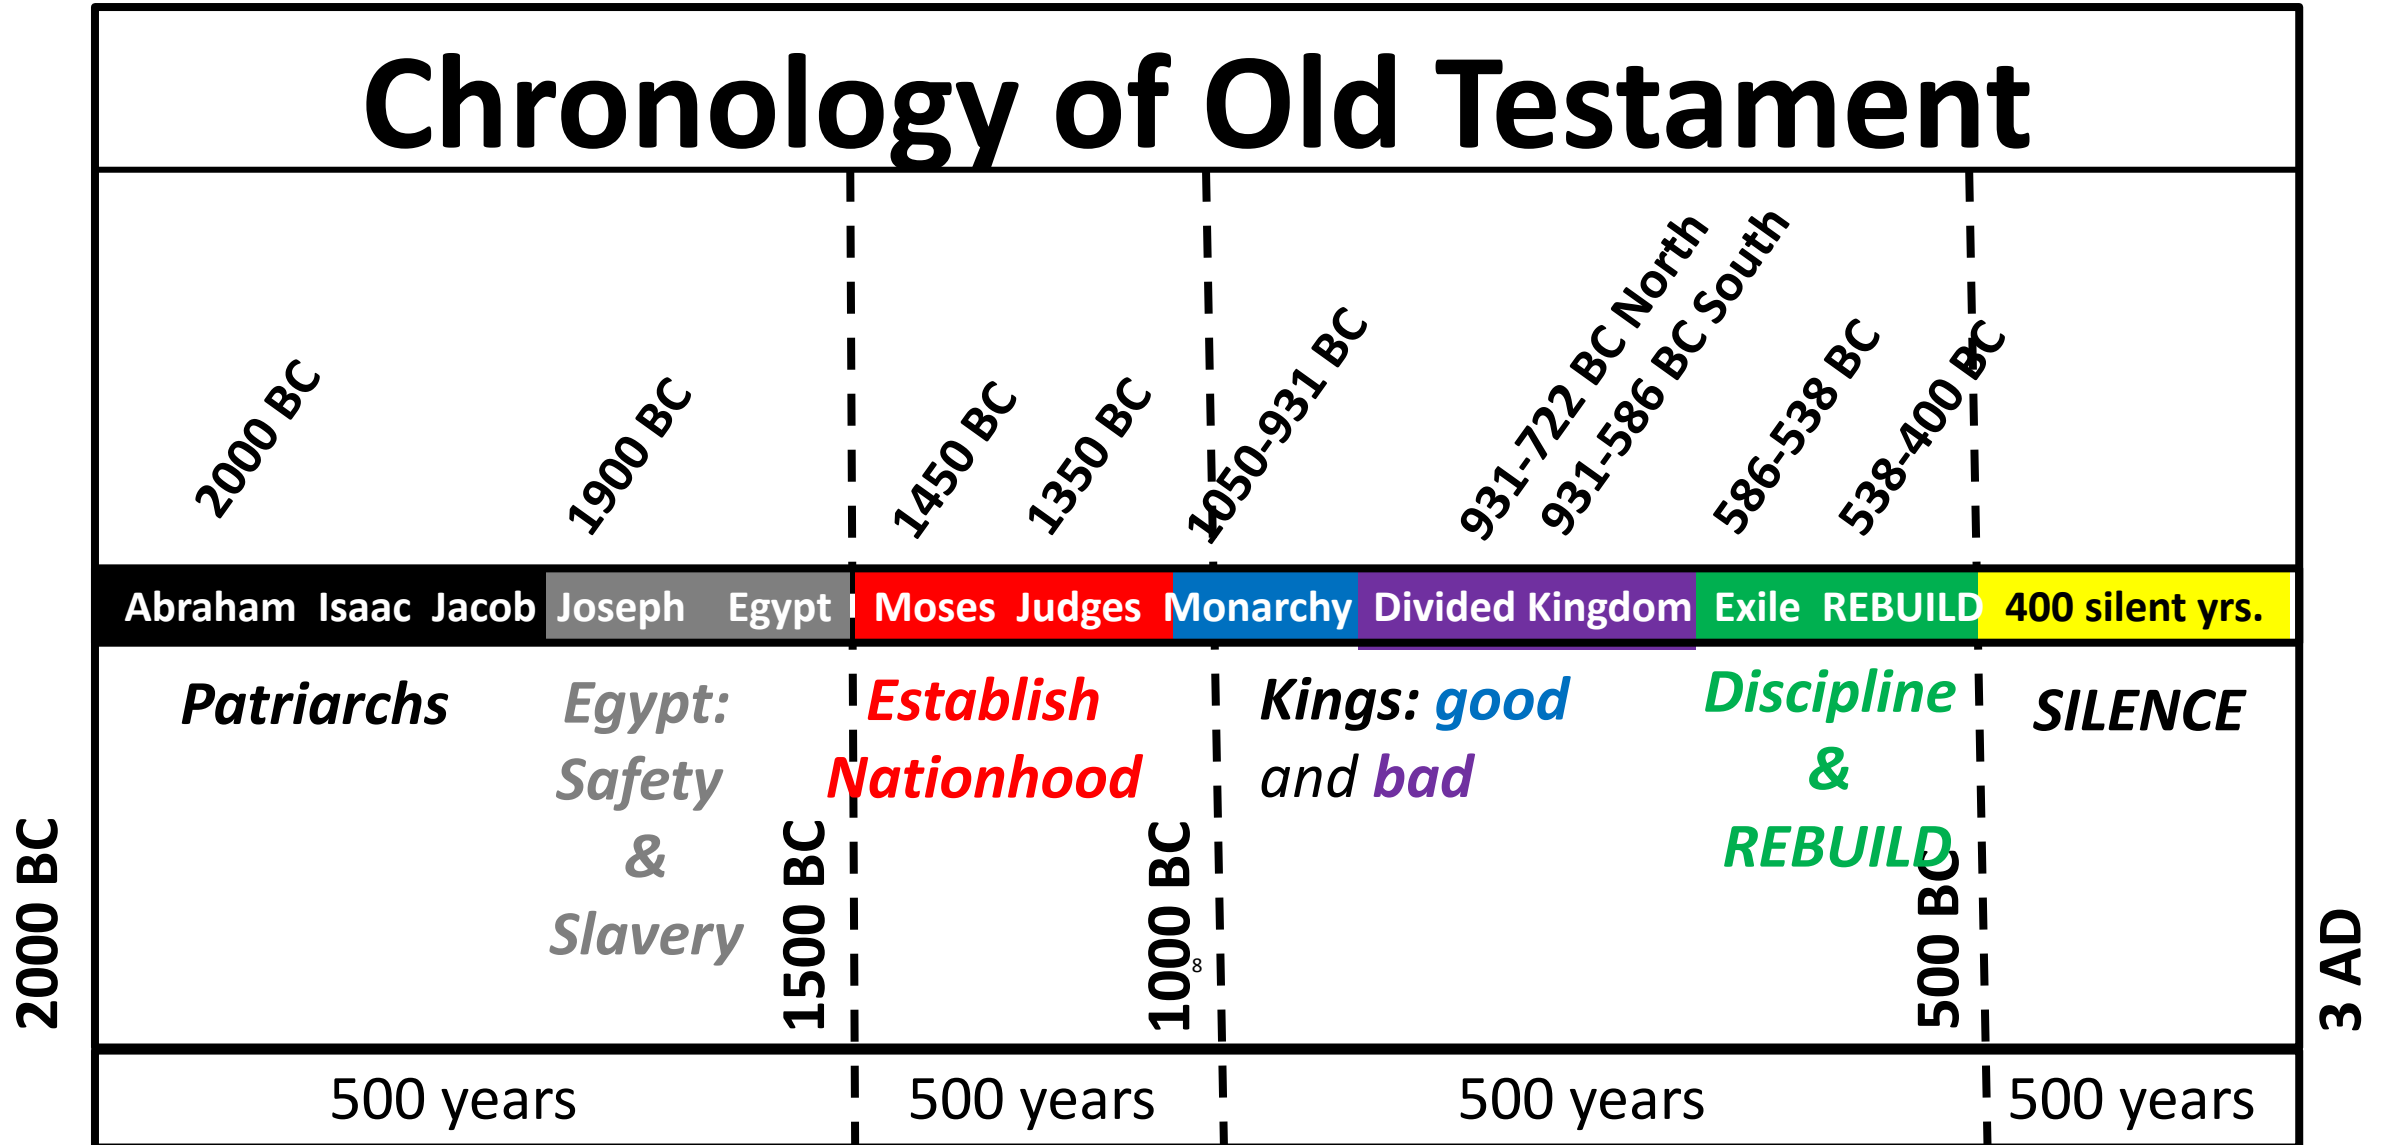 Chronology of Old Testament
2000 BC
1900 BC
1450 BC
1350 BC
1050-931 BC
931-722 BC North
931-586 BC South
586-538 BC
538-400 BC
Abraham Isaac Jacob Joseph Egypt Moses Judges Monarchy Divided Kingdom Exile REBUILD 400 silent yrs.
Patriarchs
Egypt:
Safety
&
Slavery
Establish
Nationhood
Kings: good
and bad
Discipline
&
REBUILD
SILENCE
2000 BC
1500 BC
1000 BC
8
500 BC
3 AD
500 years
500 years
500 years
500 years